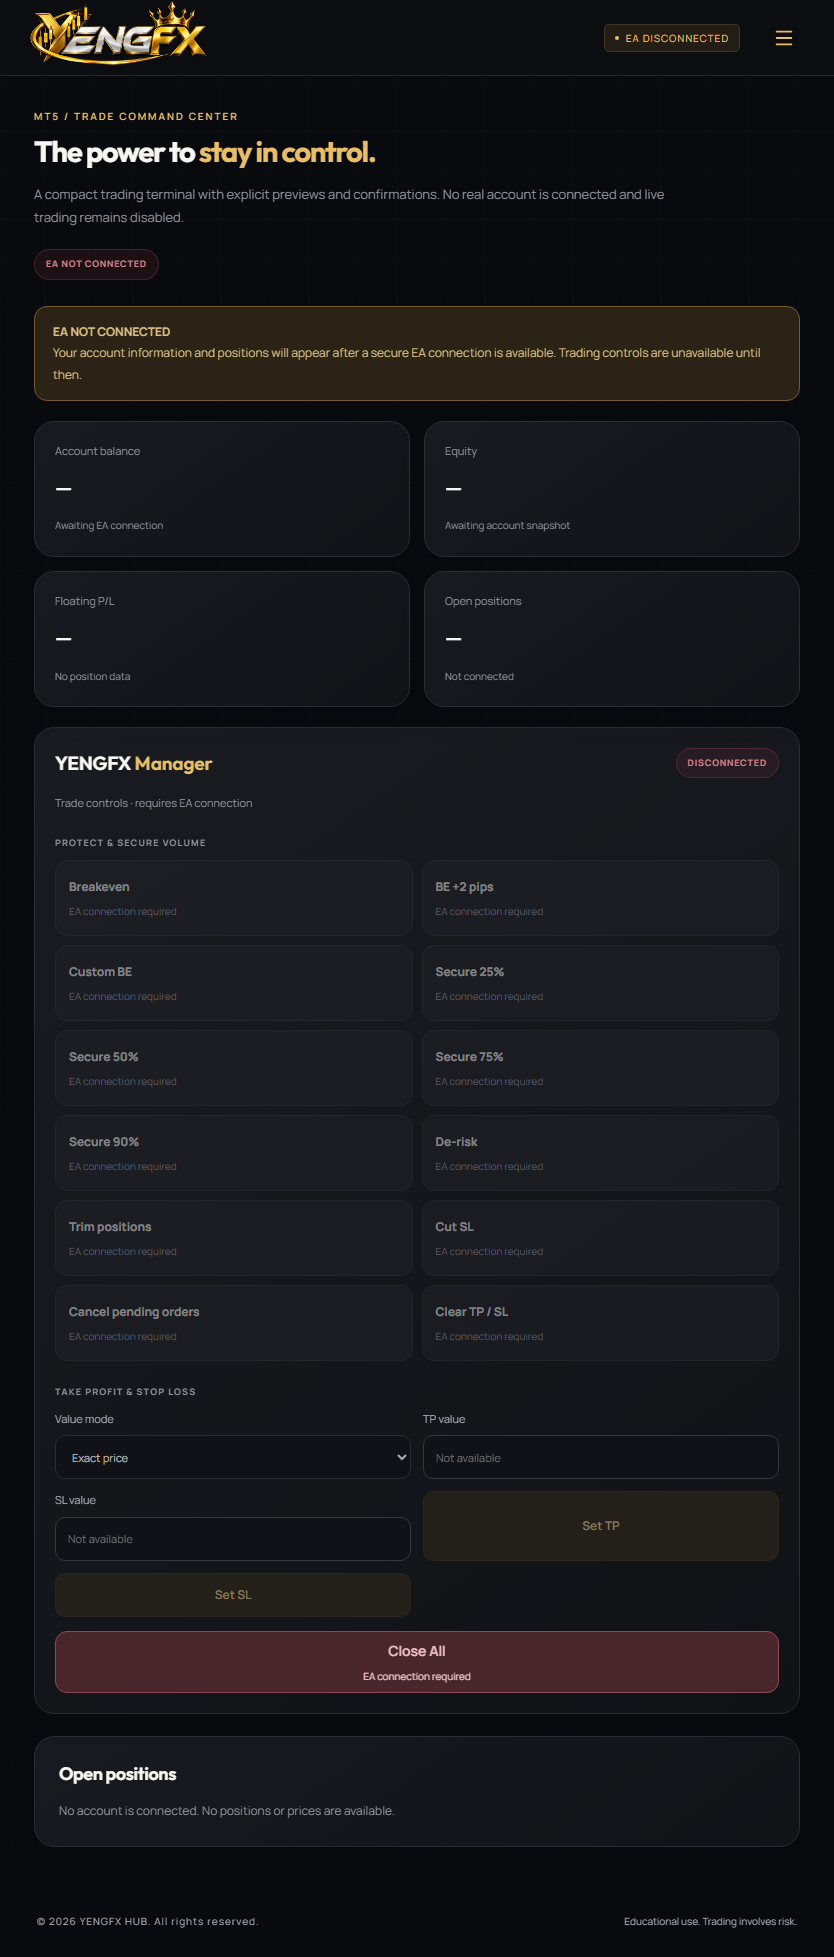 YENGFX
EA DISCONNECTED
MT5 / TRADE COMMAND CENTER
The power to stay in control.
A compact trading terminal with explicit previews and confirmations. No real account is connected and live
trading remains disabled.
EA NOT CONNECTED
EA NOT CONNECTED
Your account information and positions will appear after a secure EA connection is available. Trading controls are unavailable until
then.
Account balance
—
Awaiting EA connection
Equity
—
Awaiting account snapshot
Floating P/L
—
No position data
Open positions
—
Not connected
YENGFX Manager
DISCONNECTED
Trade controls · requires EA connection
PROTECT & SECURE VOLUME
Breakeven
EA connection required
BE +2 pips
EA connection required
Custom BE
EA connection required
Secure 25%
EA connection required
Secure 50%
EA connection required
Secure 75%
EA connection required
Secure 90%
EA connection required
De-risk
EA connection required
Trim positions
EA connection required
Cut SL
EA connection required
Cancel pending orders
EA connection required
Clear TP / SL
EA connection required
TAKE PROFIT & STOP LOSS
Value mode
Exact price
TP value
Not available
SL value
Not available
Set TP
Set SL
Close All
EA connection required
Open positions
No account is connected. No positions or prices are available.
© 2026 YENGFX HUB. All rights reserved.
Educational use. Trading involves risk.